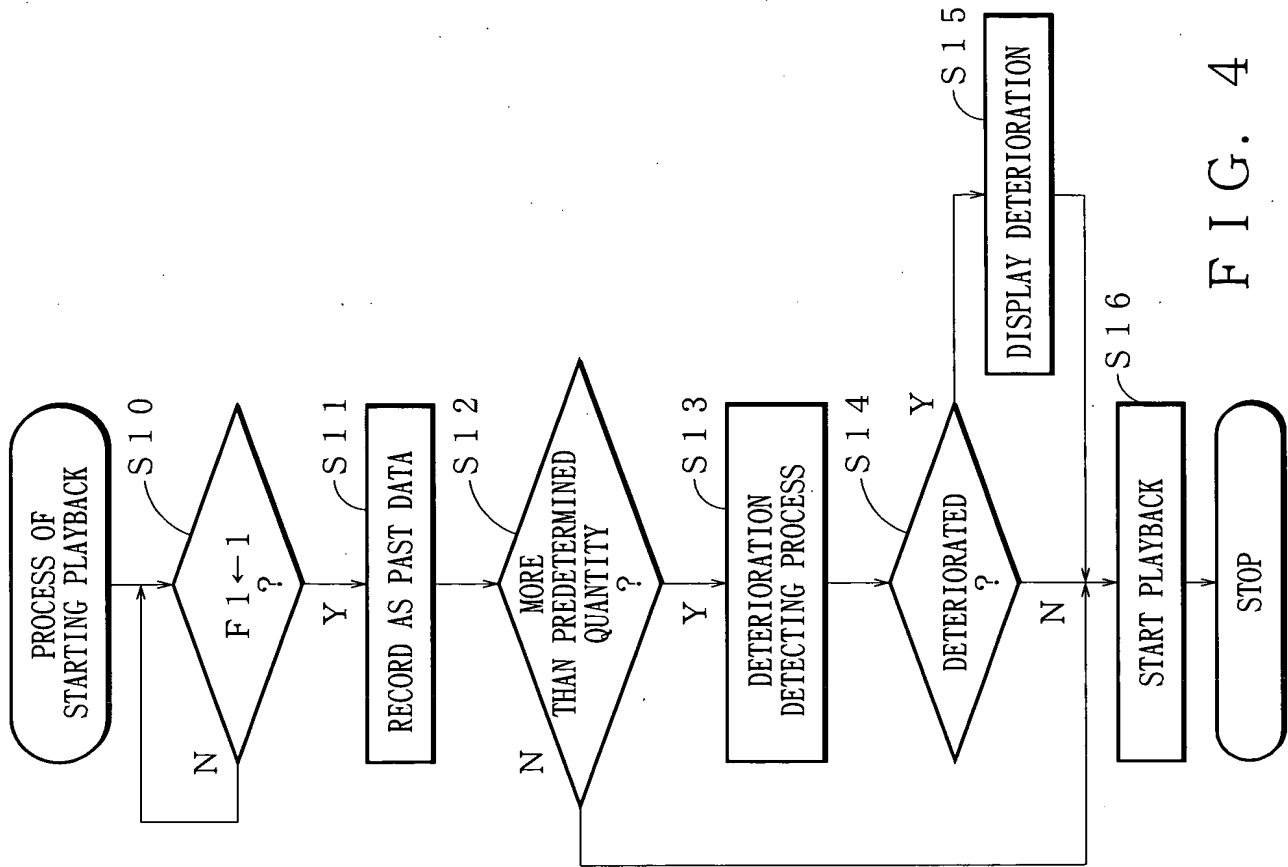 PROCESS OF
STARTING PLAYBACK
S10
F1←1
?
N
Y
S11
RECORD AS PAST DATA
S12
MORE
THAN PREDETERMINED
QUANTITY
?
N
Y
S13
DETERIORATION
DETECTING PROCESS
S14
DETERIORATED
?
Y
N
S15
DISPLAY DETERIORATION
S16
START PLAYBACK
STOP
FIG. 4